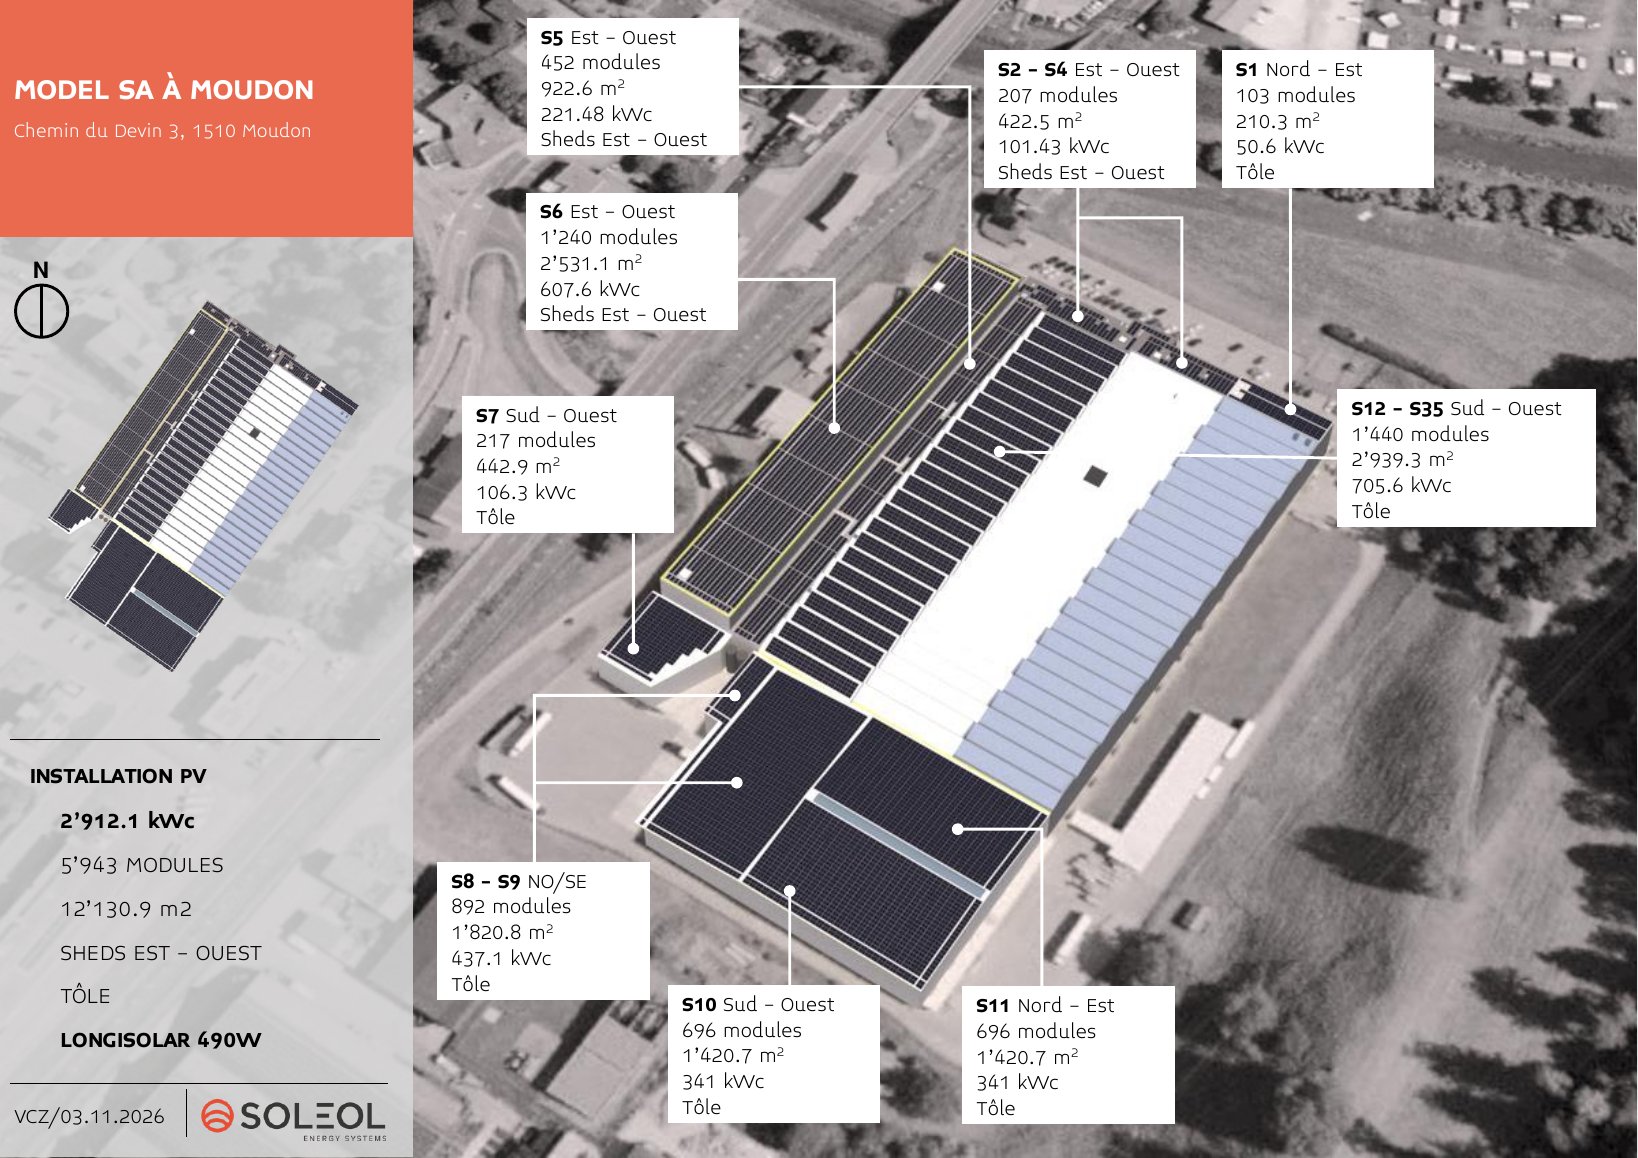 MODEL SA À MOUDON
Chemin du Devin 3, 1510 Moudon
N
INSTALLATION PV
2’912.1 kWc
5’943 MODULES
12’130.9 m2
SHEDS EST – OUEST
TÔLE
LONGISOLAR 490W
VCZ/03.11.2026
SOLEOL
ENERGY SYSTEMS
S5 Est – Ouest
452 modules
922.6 m²
221.48 kWc
Sheds Est – Ouest
S2 – S4 Est – Ouest
207 modules
422.5 m²
101.43 kWc
Sheds Est – Ouest
S1 Nord – Est
103 modules
210.3 m²
50.6 kWc
Tôle
S6 Est – Ouest
1’240 modules
2’531.1 m²
607.6 kWc
Sheds Est – Ouest
S7 Sud – Ouest
217 modules
442.9 m²
106.3 kWc
Tôle
S12 – S35 Sud – Ouest
1’440 modules
2’939.3 m²
705.6 kWc
Tôle
S8 – S9 NO/SE
892 modules
1’820.8 m²
437.1 kWc
Tôle
S10 Sud – Ouest
696 modules
1’420.7 m²
341 kWc
Tôle
S11 Nord – Est
696 modules
1’420.7 m²
341 kWc
Tôle